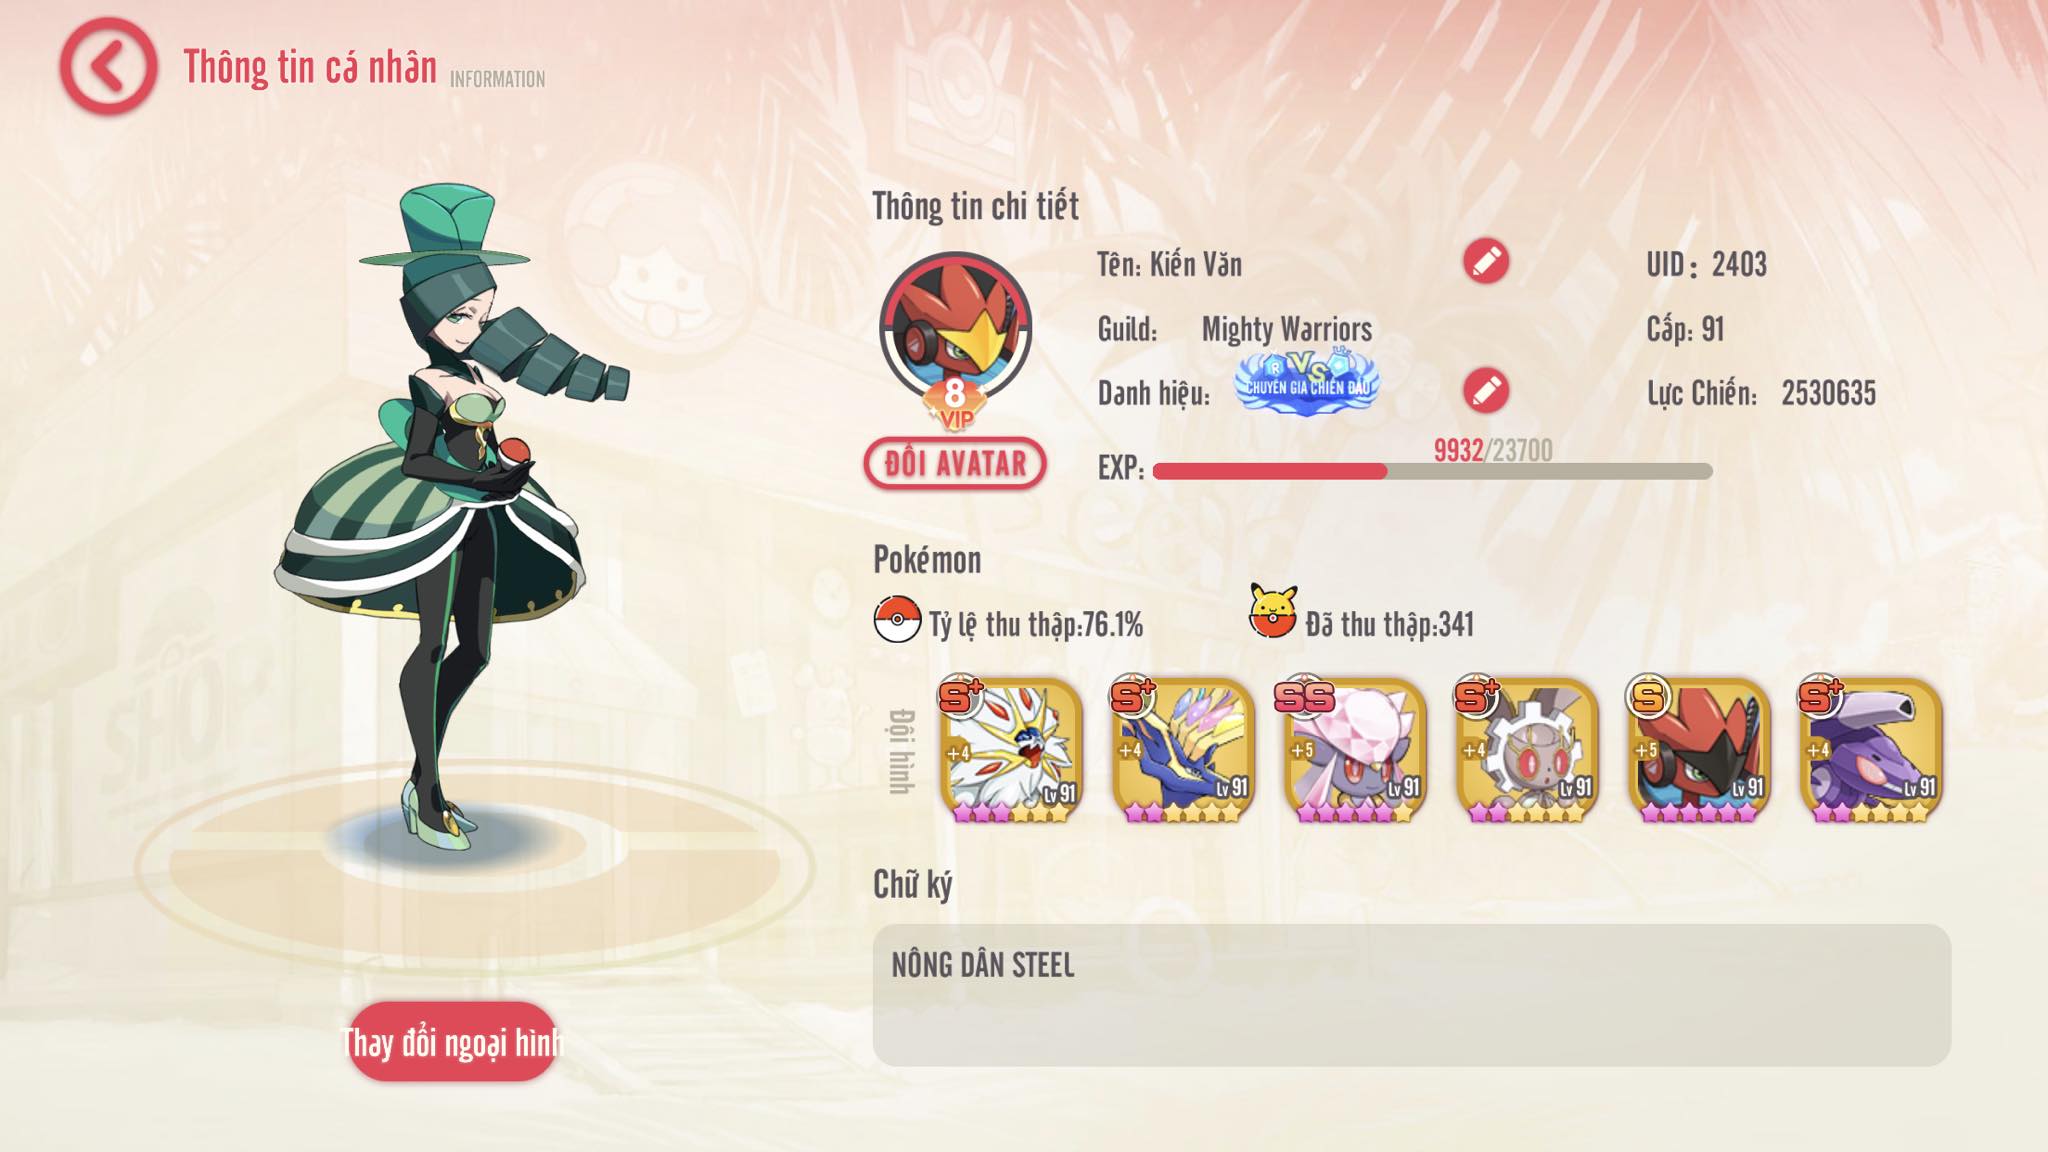 Thông tin cá nhân INFORMATION
Thông tin chi tiết
Tên: Kiến Văn
UID: 2403
Guild: Mighty Warriors
Cấp: 91
Danh hiệu: R VS CHUYÊN GIA CHIẾN ĐẤU
Lực Chiến: 2530635
8
VIP
ĐỔI AVATAR
EXP: 9932/23700
Pokémon
Tỷ lệ thu thập:76.1%
Đã thu thập:341
Đội hình
S+ +4 Lv 91
S+ +4 Lv 91
SS +5 Lv 91
S+ +4 Lv 91
S +5 Lv 91
S+ +4 Lv 91
Chữ ký
NÔNG DÂN STEEL
Thay đổi ngoại hình